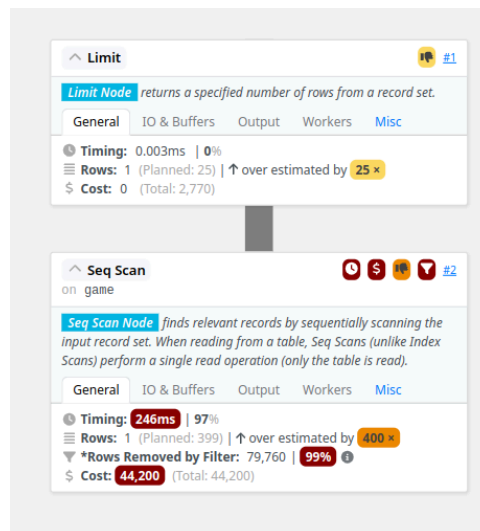 Limit #1
Limit Node returns a specified number of rows from a record set.
General IO & Buffers Output Workers Misc
Timing: 0.003ms | 0%
Rows: 1 (Planned: 25) | ↑ over estimated by 25 ×
$ Cost: 0 (Total: 2,770)
Seq Scan $ #2
on game
Seq Scan Node finds relevant records by sequentially scanning the
input record set. When reading from a table, Seq Scans (unlike Index
Scans) perform a single read operation (only the table is read).
General IO & Buffers Output Workers Misc
Timing: 246ms | 97%
Rows: 1 (Planned: 399) | ↑ over estimated by 400 ×
*Rows Removed by Filter: 79,760 | 99%
$ Cost: 44,200 (Total: 44,200)